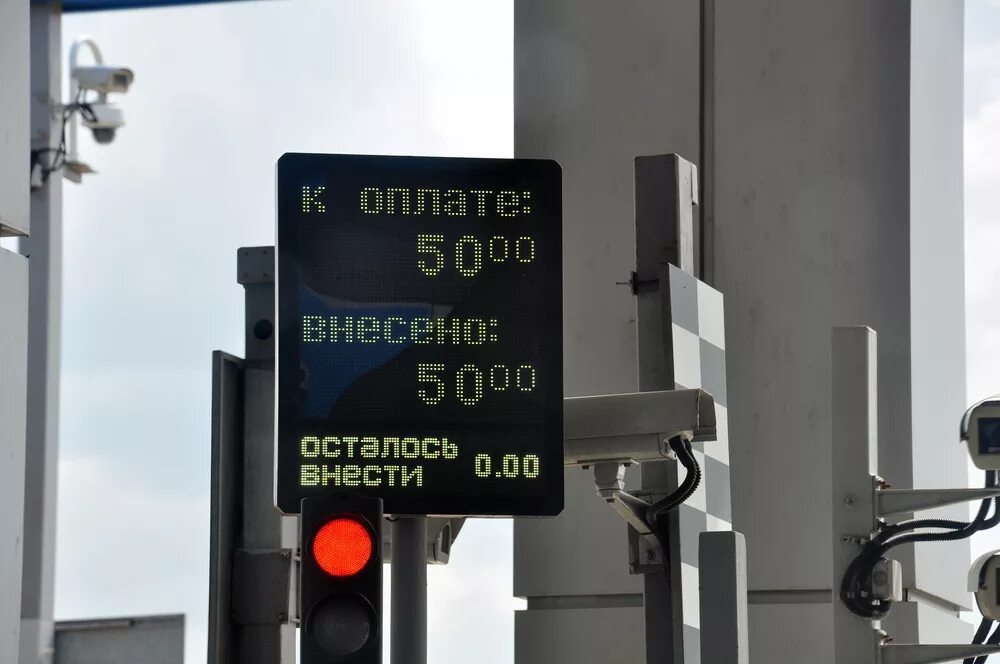 К оплате:
50⁰⁰
Внесено:
50⁰⁰
осталось
внести 0.00